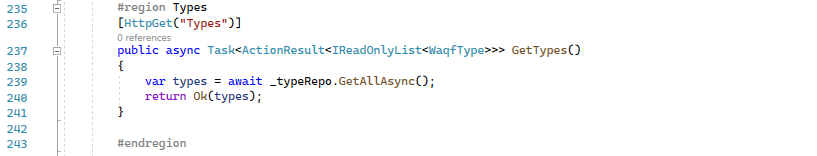 235 #region Types
236 [HttpGet("Types")]
0 references
237 public async Task<ActionResult<IReadOnlyList<WaqfType>>> GetTypes()
238 {
239 var types = await _typeRepo.GetAllAsync();
240 return Ok(types);
241 }
242
243 #endregion